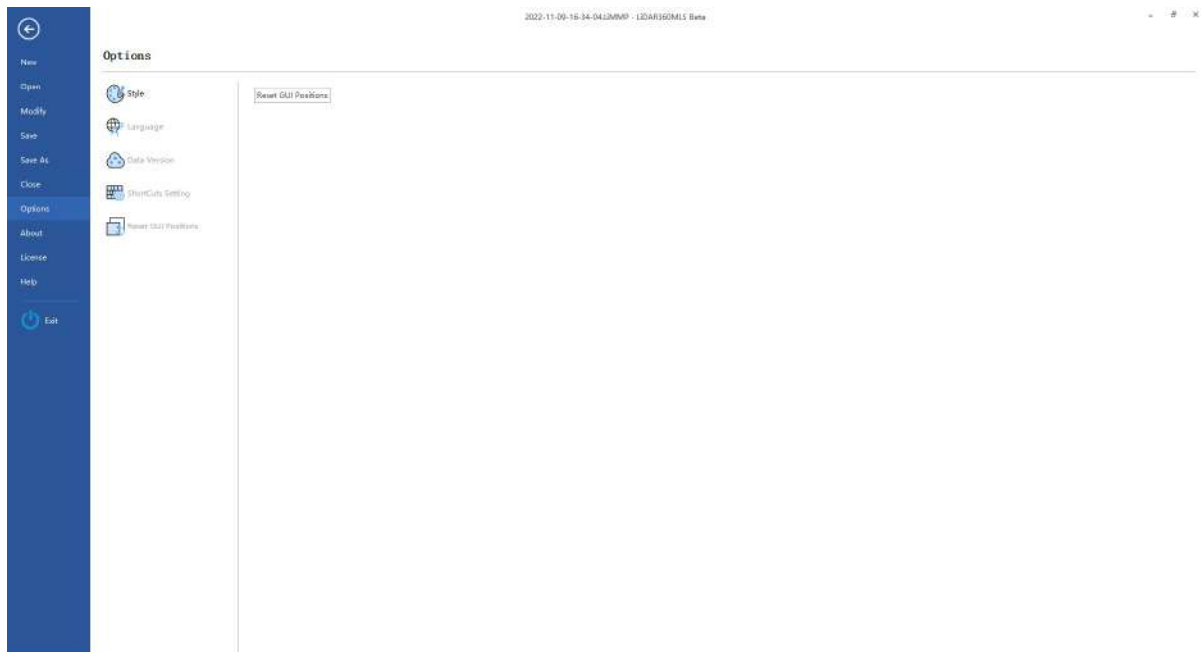 2022-11-09-16-34-04.LiMMP - LiDAR360MLS Beta
New
Open
Modify
Save
Save As
Close
Options
About
License
Help
Exit
Options
Style
Language
Data Version
ShortCuts Setting
Reset GUI Positions
Reset GUI Positions